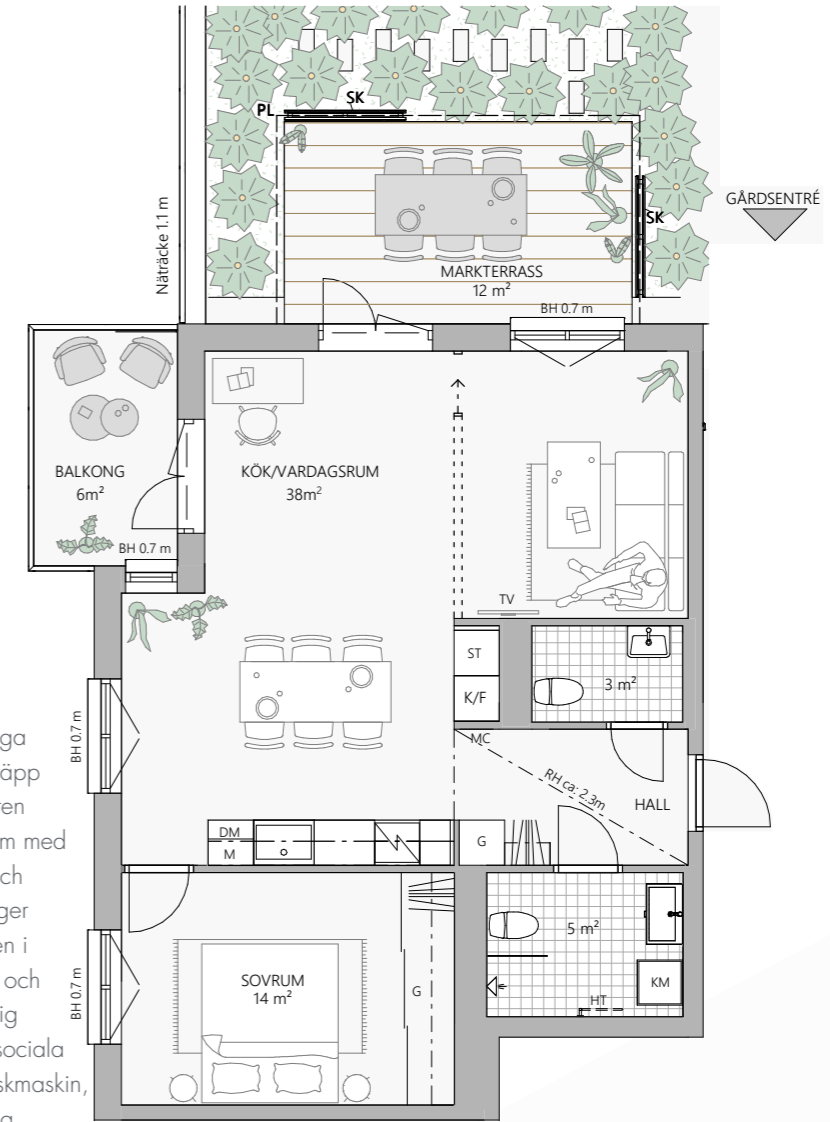 SK
PL
Nätracke 1.1 m
SK
GÅRDSENTRÉ
MARKTERRASS
12 m²
BH 0.7 m
BALKONG
6m²
KÖK/VARDAGSRUM
38m²
BH 0.7 m
TV
ST
K/F
3 m²
MC
RH ca: 2.3m
HALL
BH 0.7 m
DM
M
G
5 m²
KM
HT
SOVRUM
14 m²
G
BH 0.7 m
ga
äpp
en
m med
ch
ger
en i
och
ig
sociala
skmaskin,